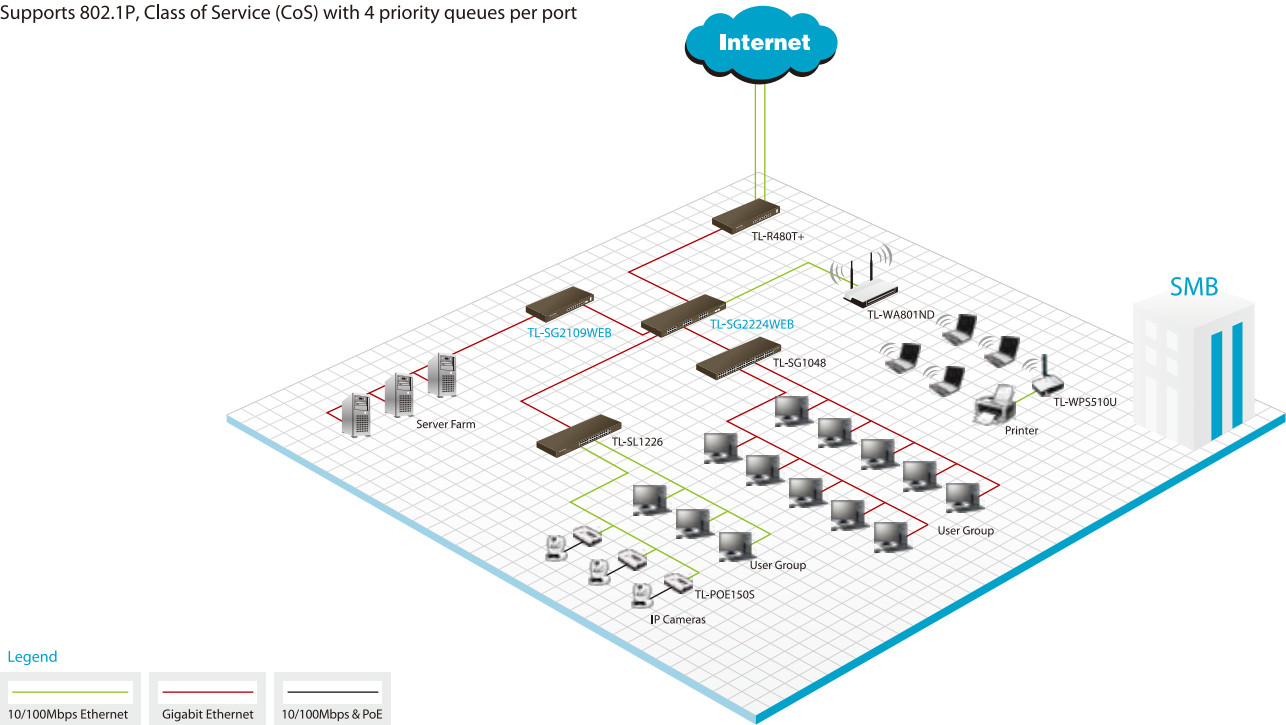 Supports 802.1P, Class of Service (CoS) with 4 priority queues per port
Internet
TL-R480T+
TL-WA801ND
SMB
TL-SG2109WEB
TL-SG2224WEB
TL-SG1048
TL-WPS510U
Printer
Server Farm
TL-SL1226
User Group
User Group
TL-POE150S
IP Cameras
Legend
10/100Mbps Ethernet
Gigabit Ethernet
10/100Mbps & PoE